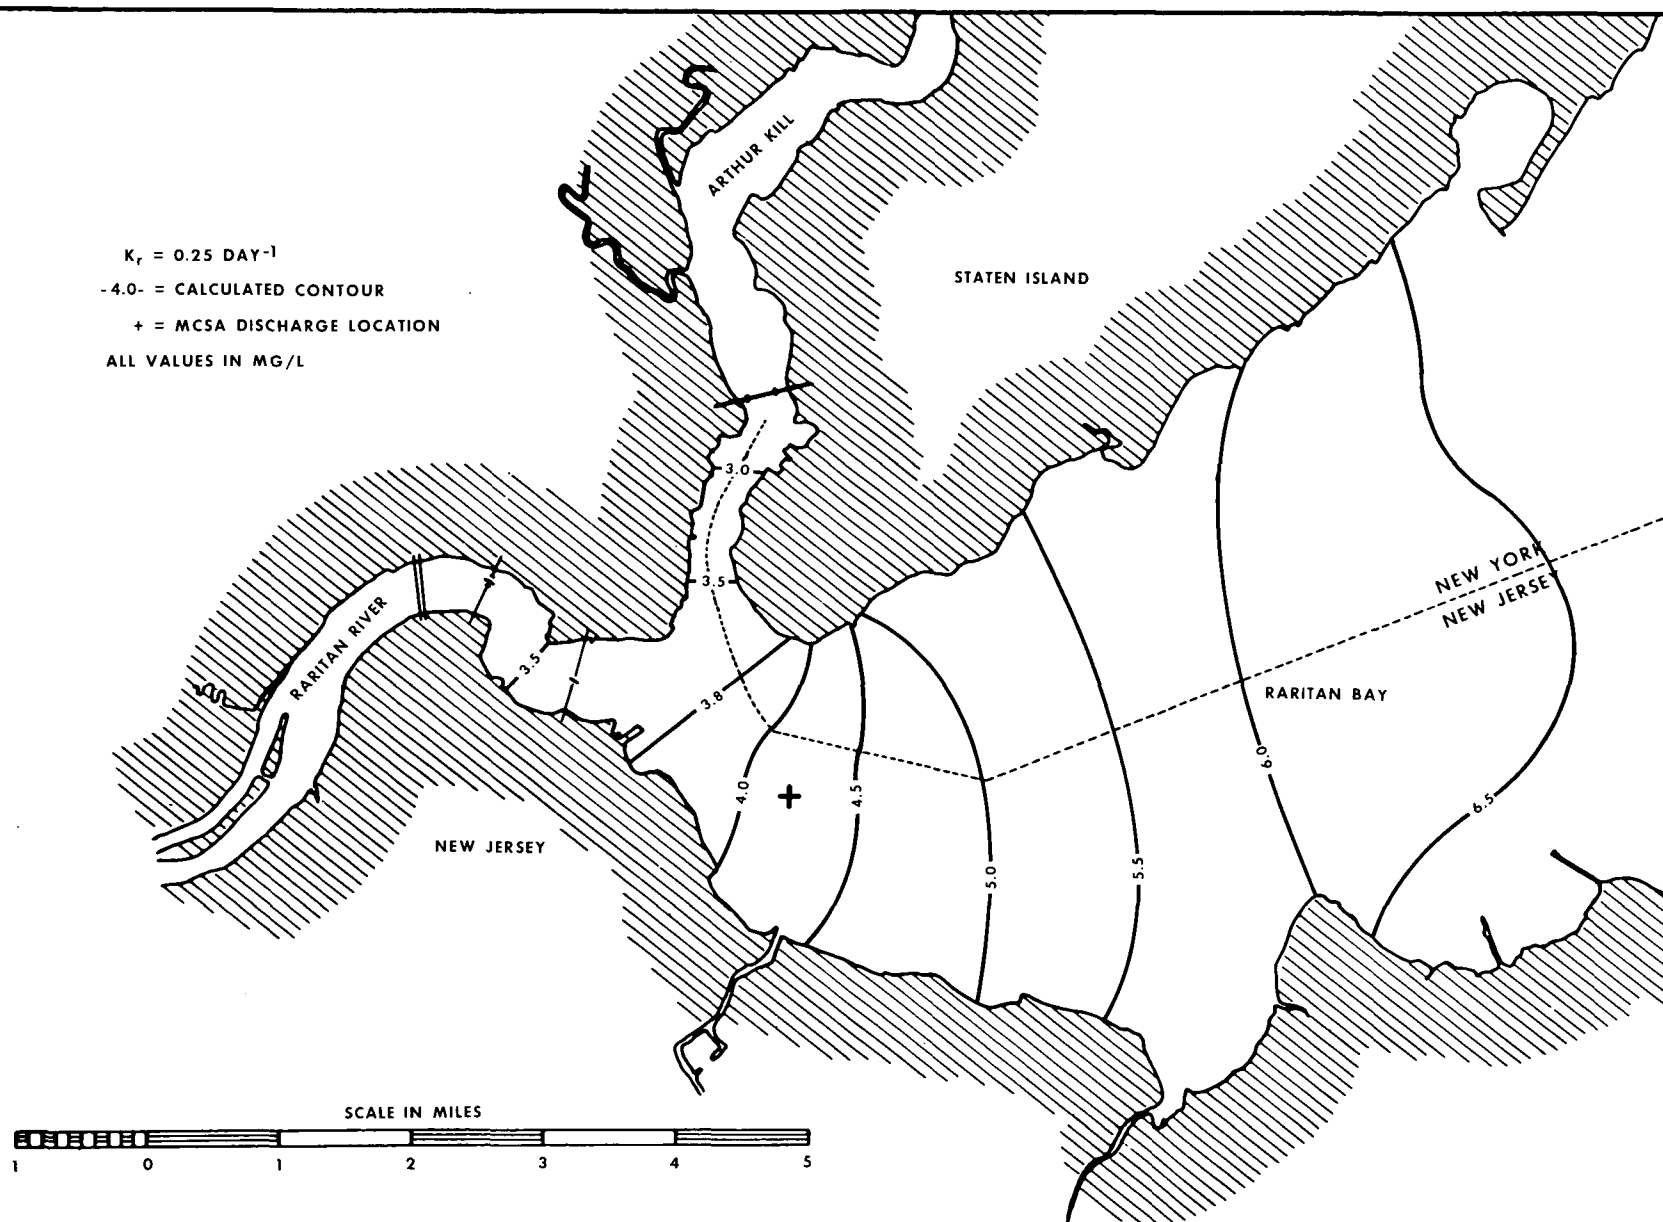 ARTHUR KILL
Kr = 0.25 DAY-1
-4.0- = CALCULATED CONTOUR
+ = MCSA DISCHARGE LOCATION
ALL VALUES IN MG/L
STATEN ISLAND
3.0
3.5
NEW YORK
NEW JERSEY
RARITAN RIVER
3.5
3.8
RARITAN BAY
6.0
4.0
4.5
6.5
NEW JERSEY
5.0
5.5
SCALE IN MILES
1 0 1 2 3 4 5